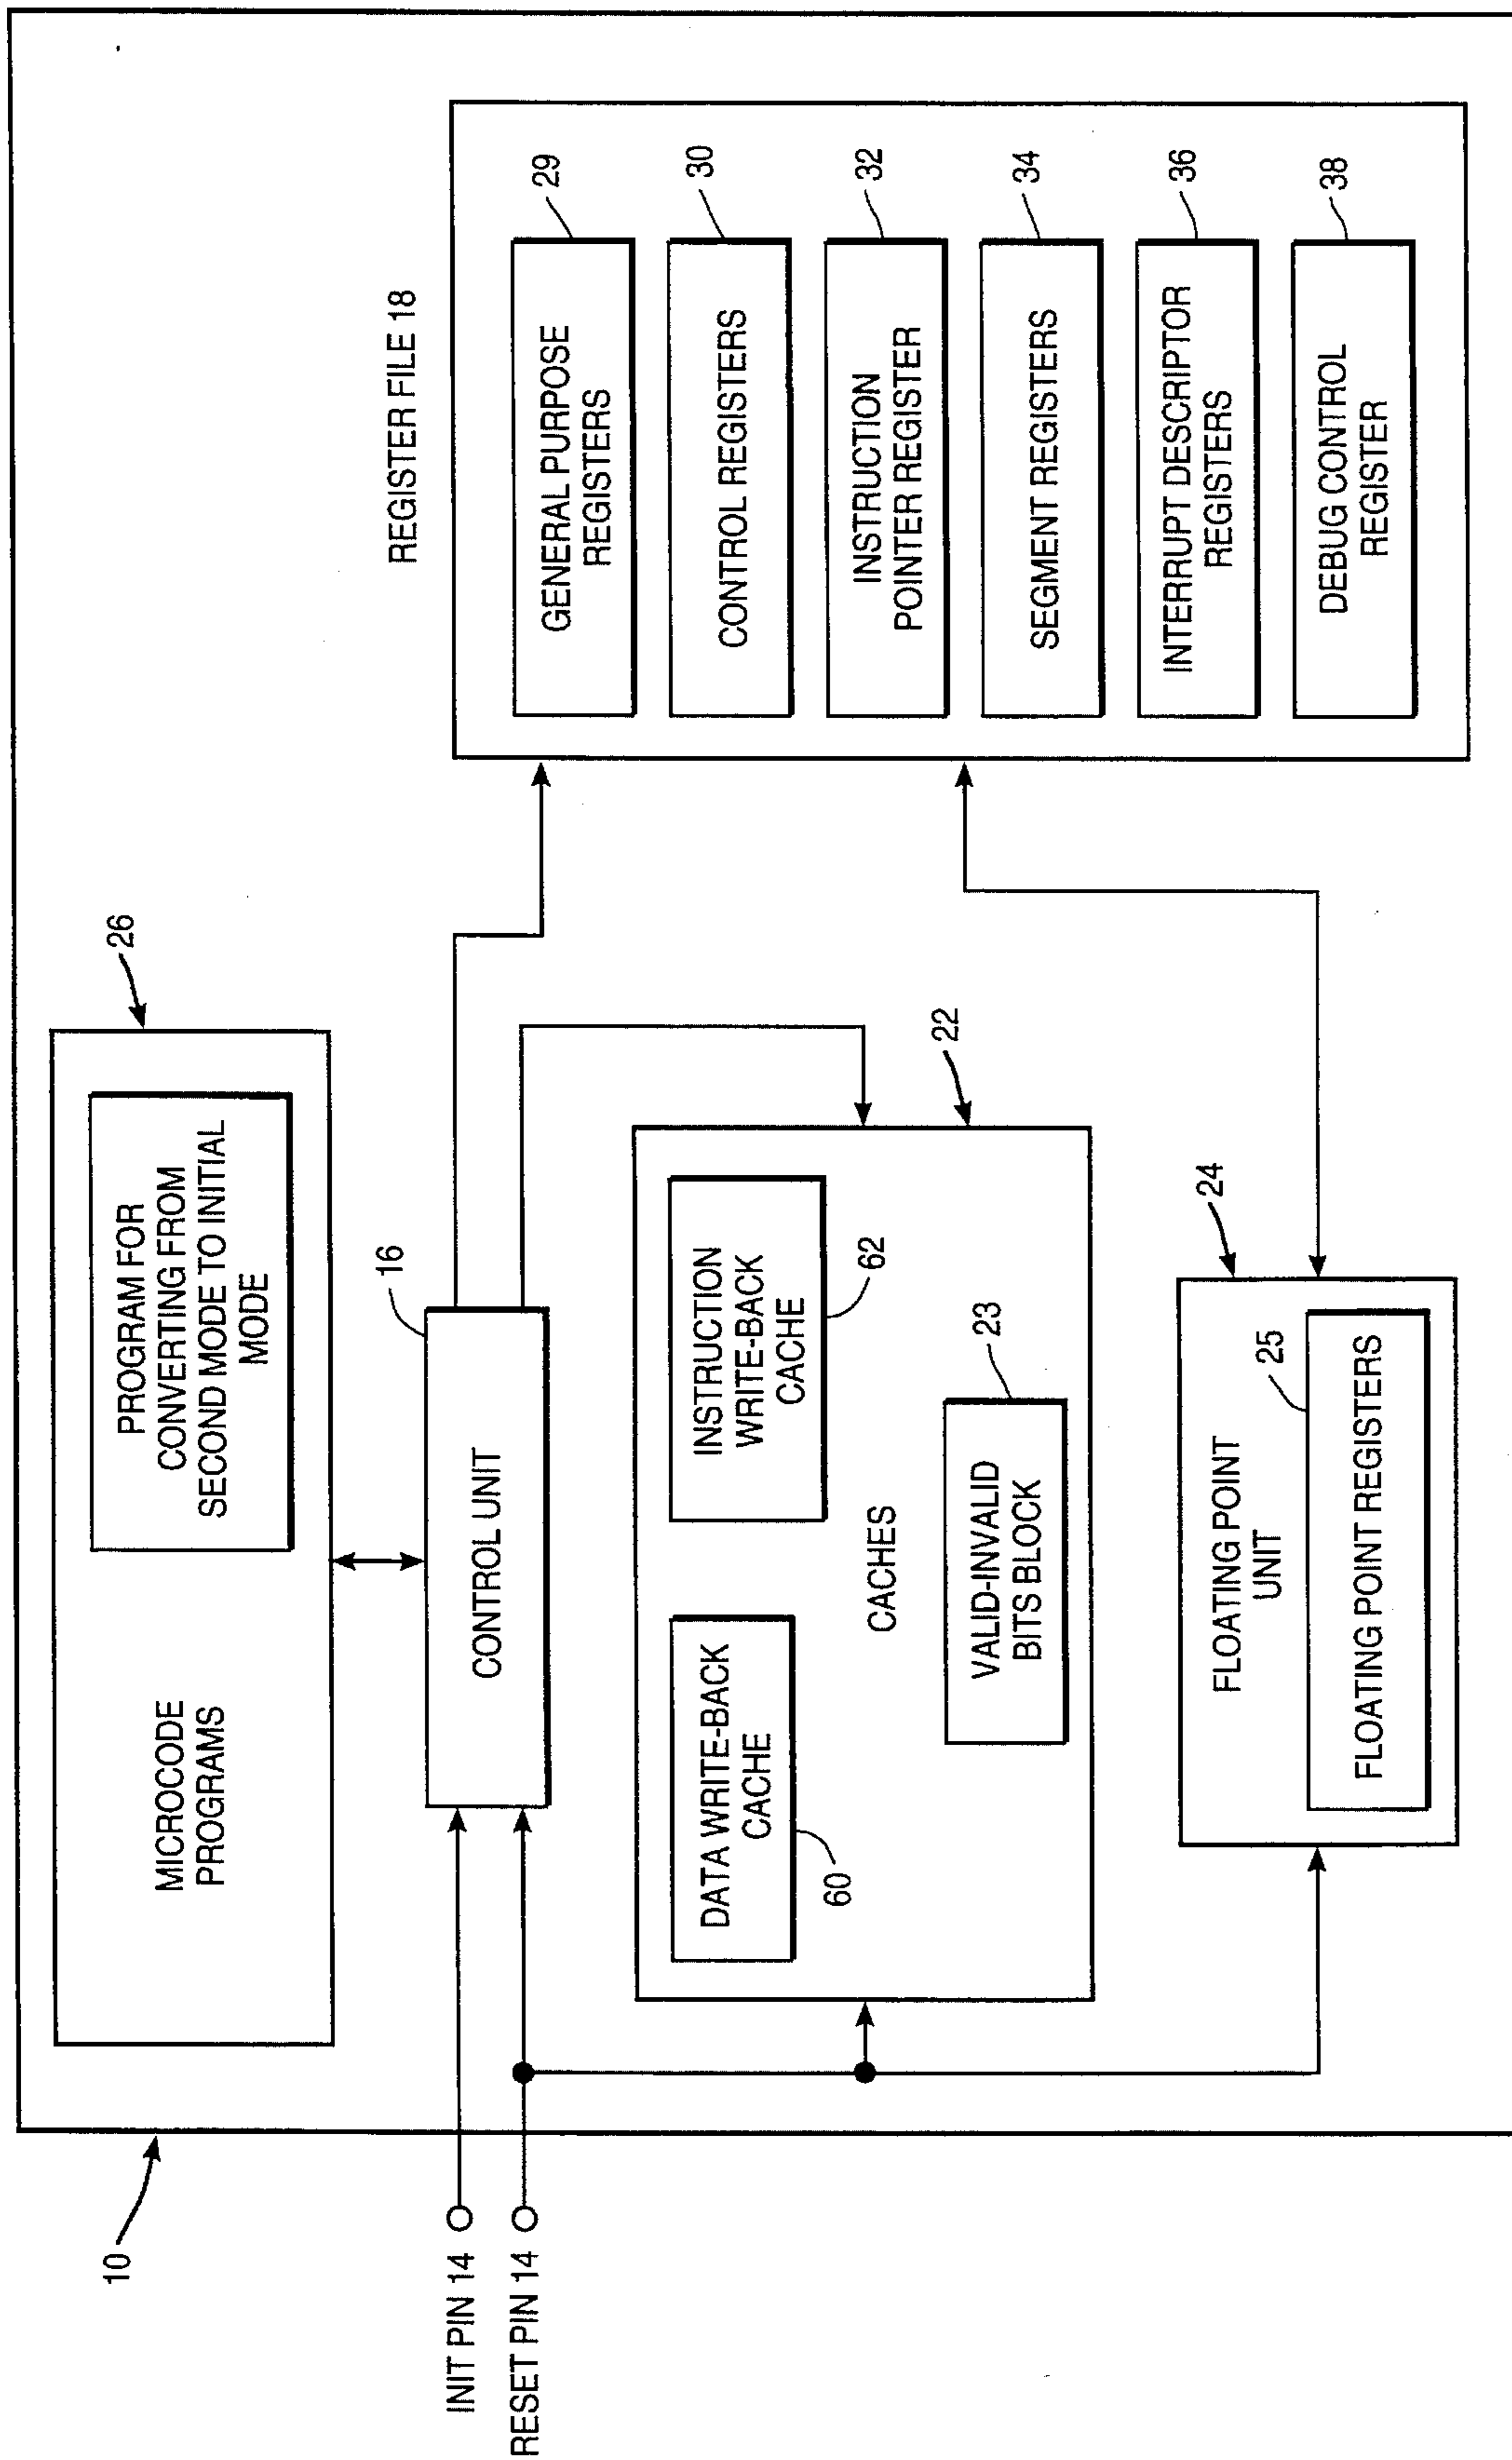 10
INIT PIN 14
RESET PIN 14
MICROCODE
PROGRAMS
PROGRAM FOR
CONVERTING FROM
SECOND MODE TO INITIAL
MODE
26
CONTROL UNIT
16
DATA WRITE-BACK
CACHE
60
INSTRUCTION
WRITE-BACK
CACHE
62
CACHES
VALID-INVALID
BITS BLOCK
23
22
FLOATING POINT
UNIT
24
25
FLOATING POINT REGISTERS
REGISTER FILE 18
GENERAL PURPOSE
REGISTERS
29
CONTROL REGISTERS
30
INSTRUCTION
POINTER REGISTER
32
SEGMENT REGISTERS
34
INTERRUPT DESCRIPTOR
REGISTERS
36
DEBUG CONTROL
REGISTER
38